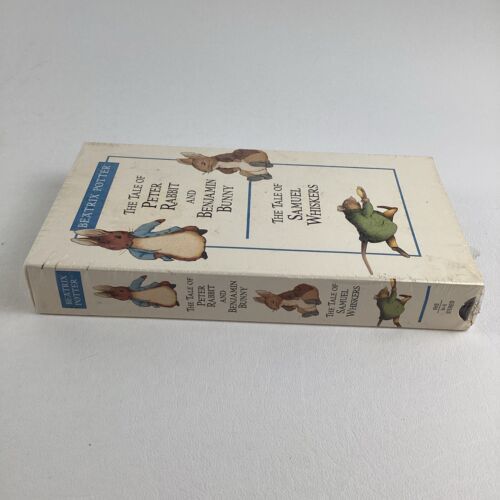 BEATRIX POTTER
THE TALE OF
PETER
RABBIT
AND
BENJAMIN
BUNNY
THE TALE OF
SAMUEL
WHISKERS
BEATRIX
POTTER
THE TALE OF
PETER
RABBIT
AND
BENJAMIN
BUNNY
THE TALE OF
SAMUEL
WHISKERS